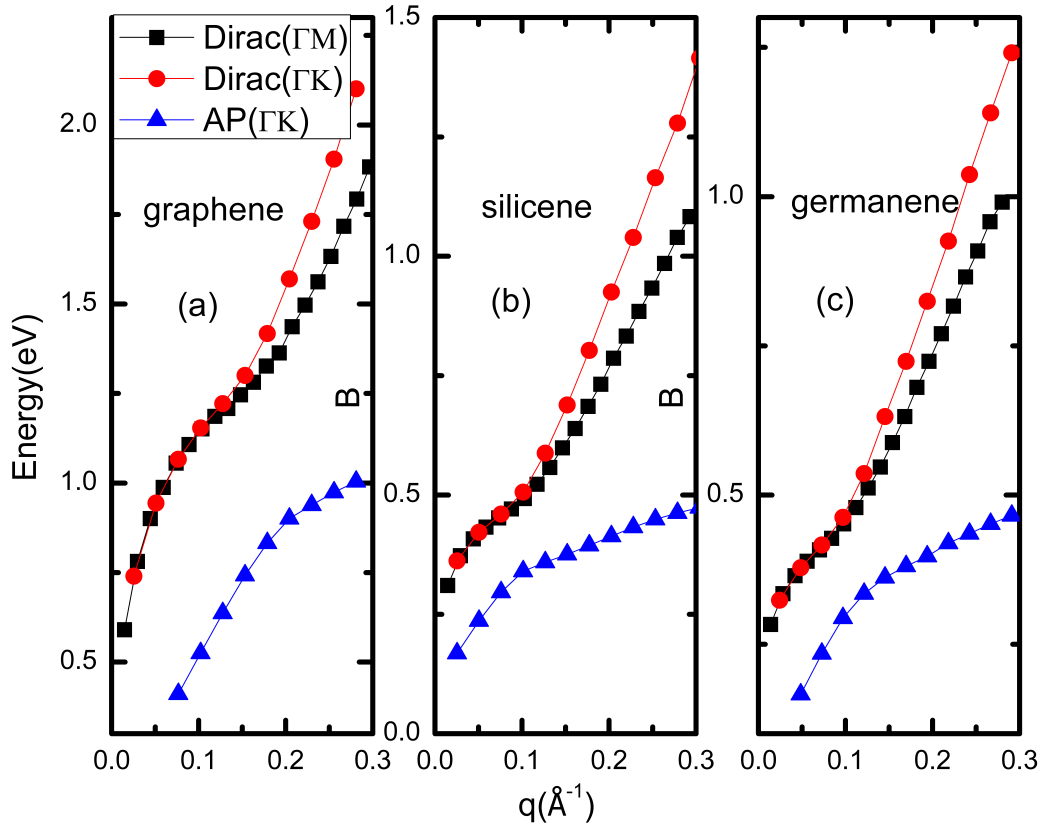 Dirac(ΓM)
Dirac(ΓK)
AP(ΓK)
graphene
silicene
germanene
(a)
(b)
(c)
B
B
Energy(eV)
2.0
1.5
1.0
0.5
1.5
1.0
0.5
0.0
1.0
0.5
0.0 0.1 0.2 0.3
0.0 0.1 0.2 0.3
0.0 0.1 0.2 0.3
q(Å⁻¹)